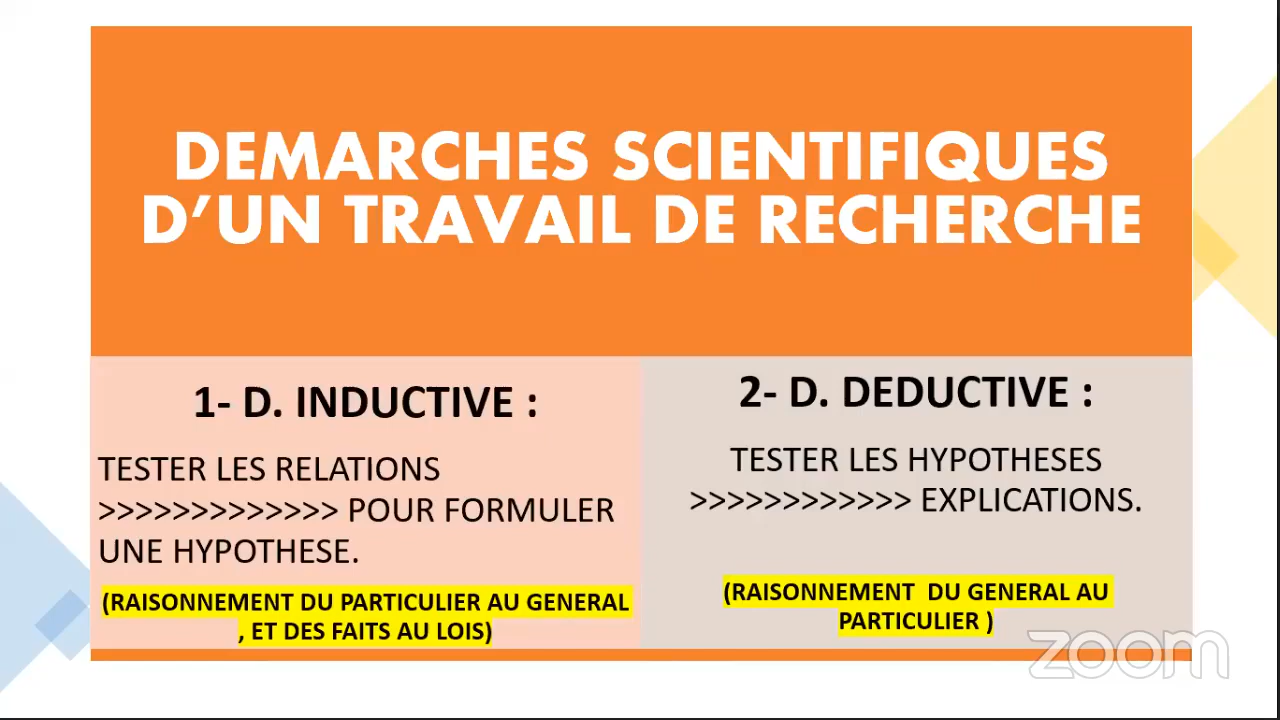 DEMARCHES SCIENTIFIQUES
D’UN TRAVAIL DE RECHERCHE
1- D. INDUCTIVE :
TESTER LES RELATIONS
>>>>>>>>>>>>> POUR FORMULER
UNE HYPOTHESE.
(RAISONNEMENT DU PARTICULIER AU GENERAL
, ET DES FAITS AU LOIS)
2- D. DEDUCTIVE :
TESTER LES HYPOTHESES
>>>>>>>>>>>> EXPLICATIONS.
(RAISONNEMENT  DU GENERAL AU
PARTICULIER )
zoom